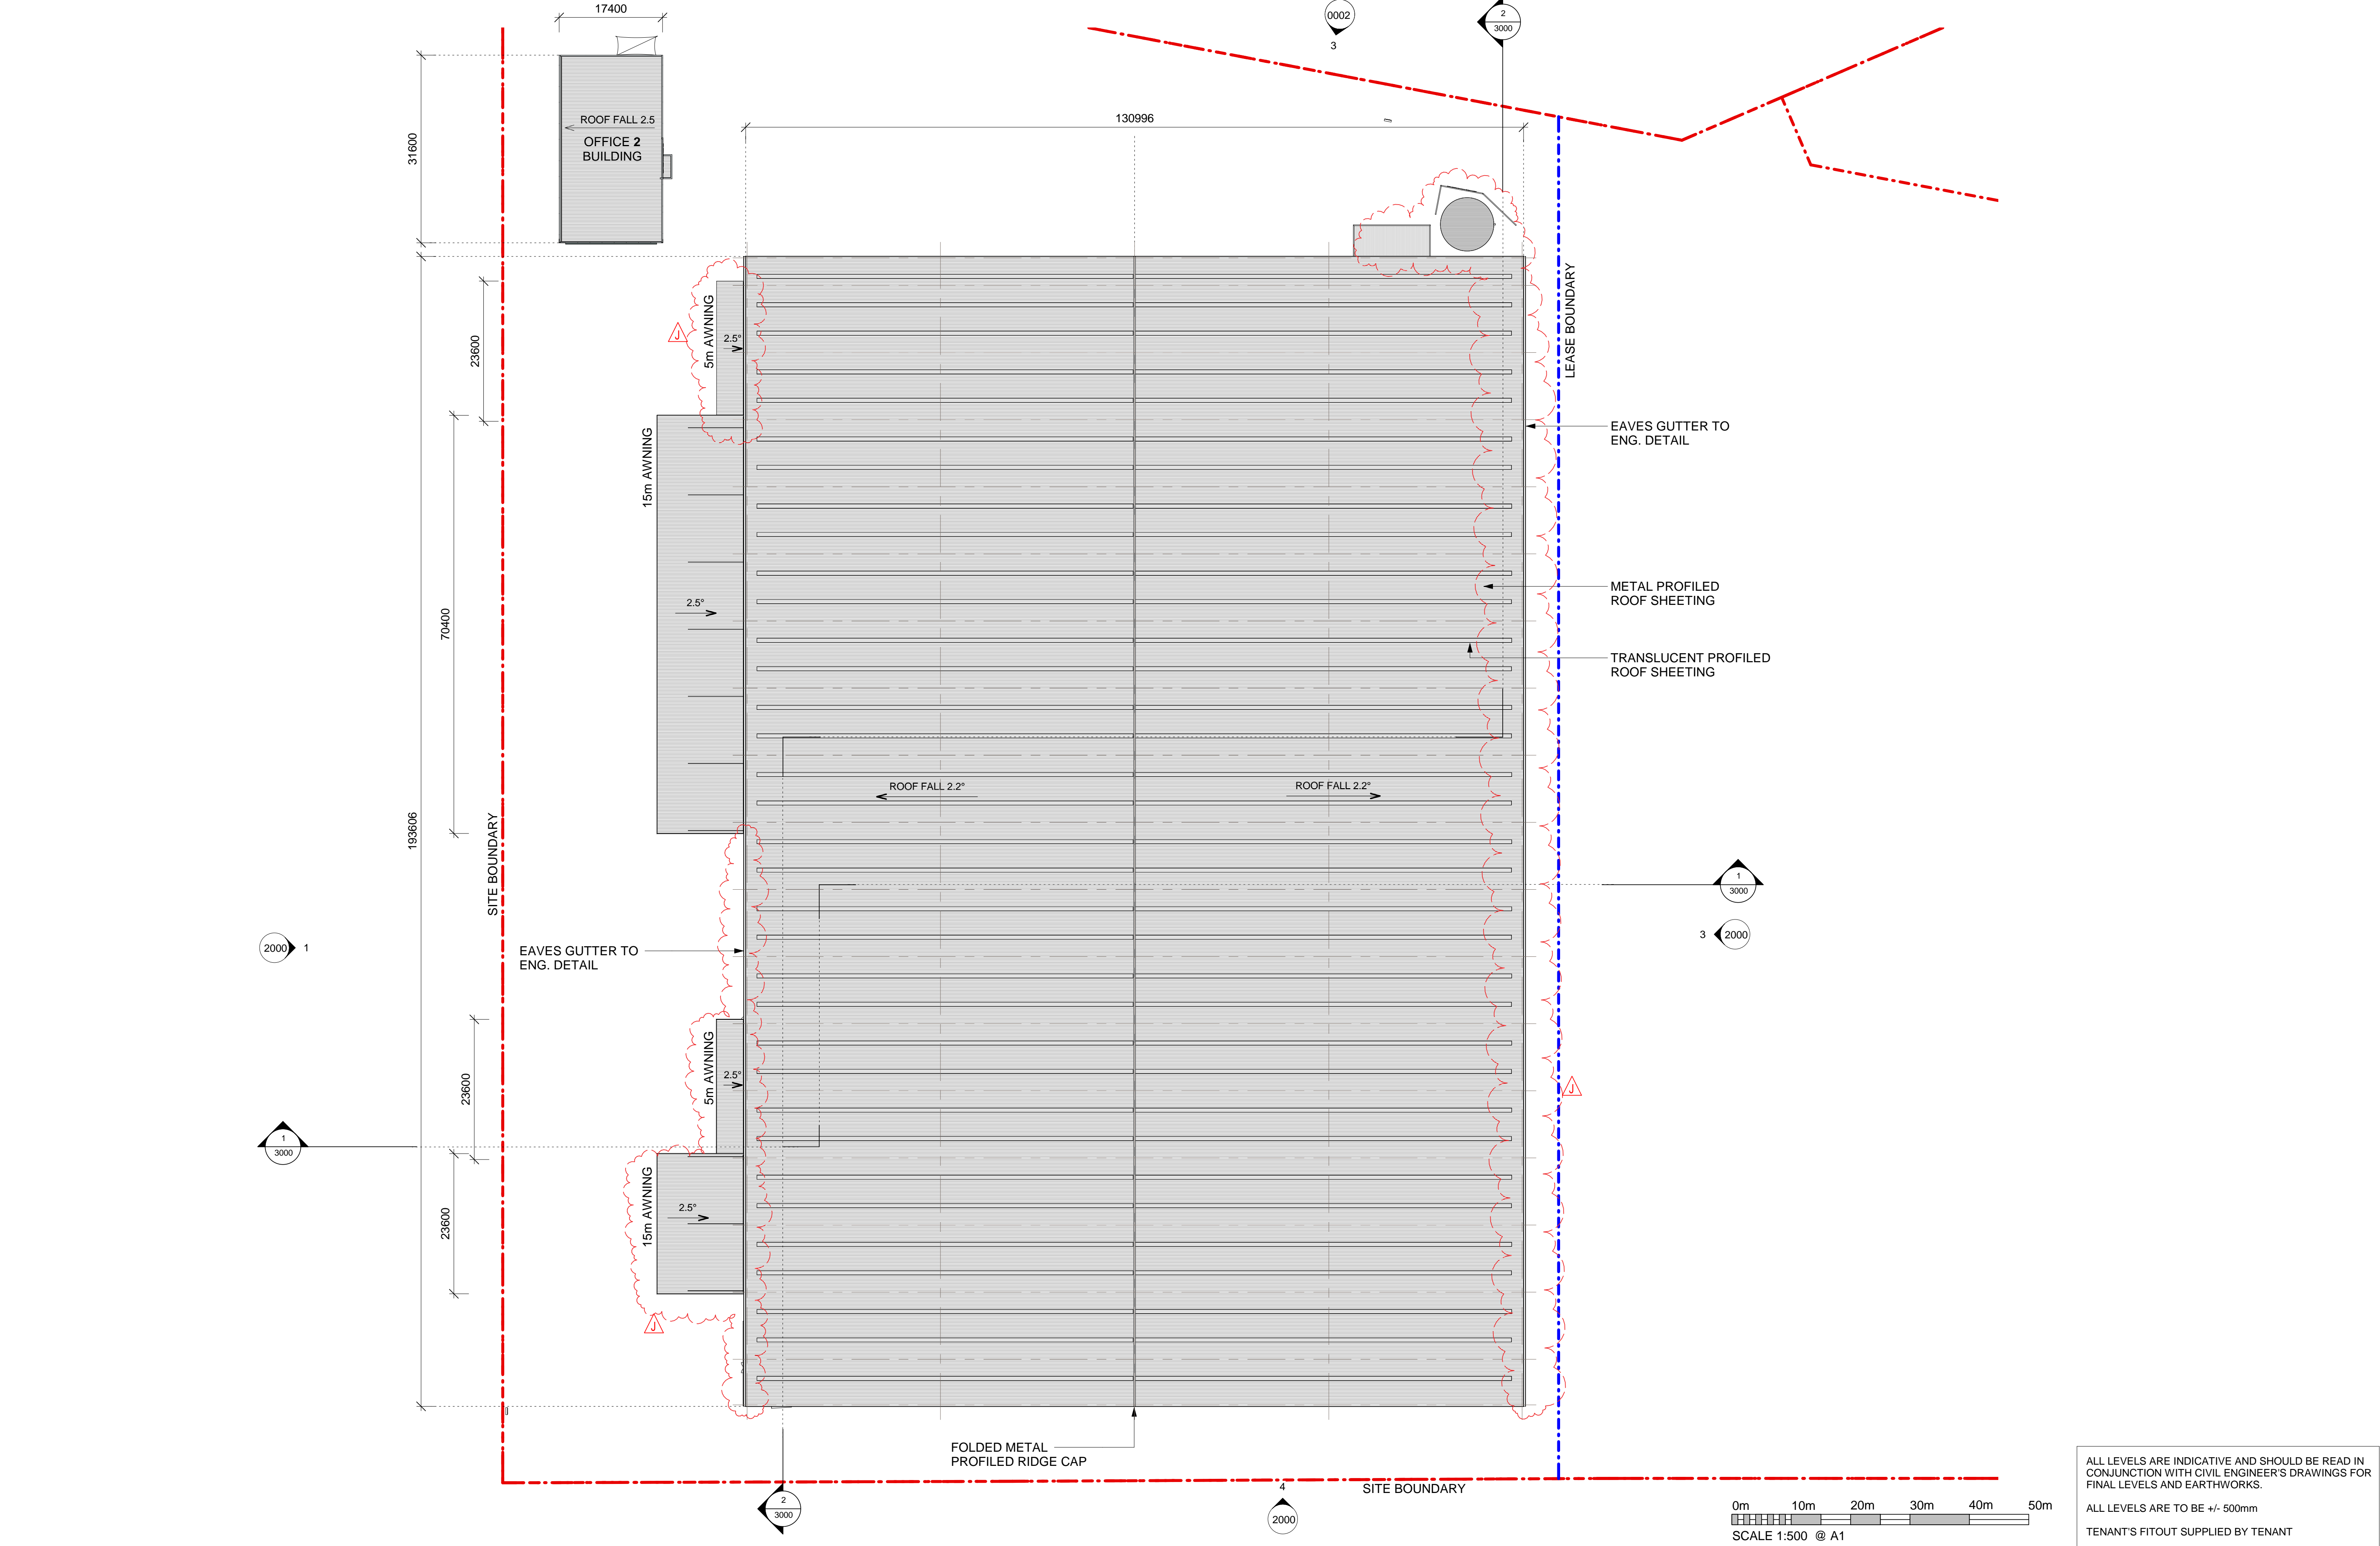 17400
0002
3
2
3000
31600
ROOF FALL 2.5
OFFICE 2
BUILDING
130996
LEASE BOUNDARY
5m AWNING
2.5°
J
23600
15m AWNING
EAVES GUTTER TO
ENG. DETAIL
METAL PROFILED
ROOF SHEETING
2.5°
70400
TRANSLUCENT PROFILED
ROOF SHEETING
ROOF FALL 2.2°
ROOF FALL 2.2°
193606
SITE BOUNDARY
1
3000
2000
1
3
2000
EAVES GUTTER TO
ENG. DETAIL
5m AWNING
2.5°
23600
J
1
3000
15m AWNING
2.5°
23600
J
FOLDED METAL
PROFILED RIDGE CAP
SITE BOUNDARY
2
3000
4
2000
0m 10m 20m 30m 40m 50m
SCALE 1:500 @ A1
ALL LEVELS ARE INDICATIVE AND SHOULD BE READ IN
CONJUNCTION WITH CIVIL ENGINEER'S DRAWINGS FOR
FINAL LEVELS AND EARTHWORKS.
ALL LEVELS ARE TO BE +/- 500mm
TENANT'S FITOUT SUPPLIED BY TENANT